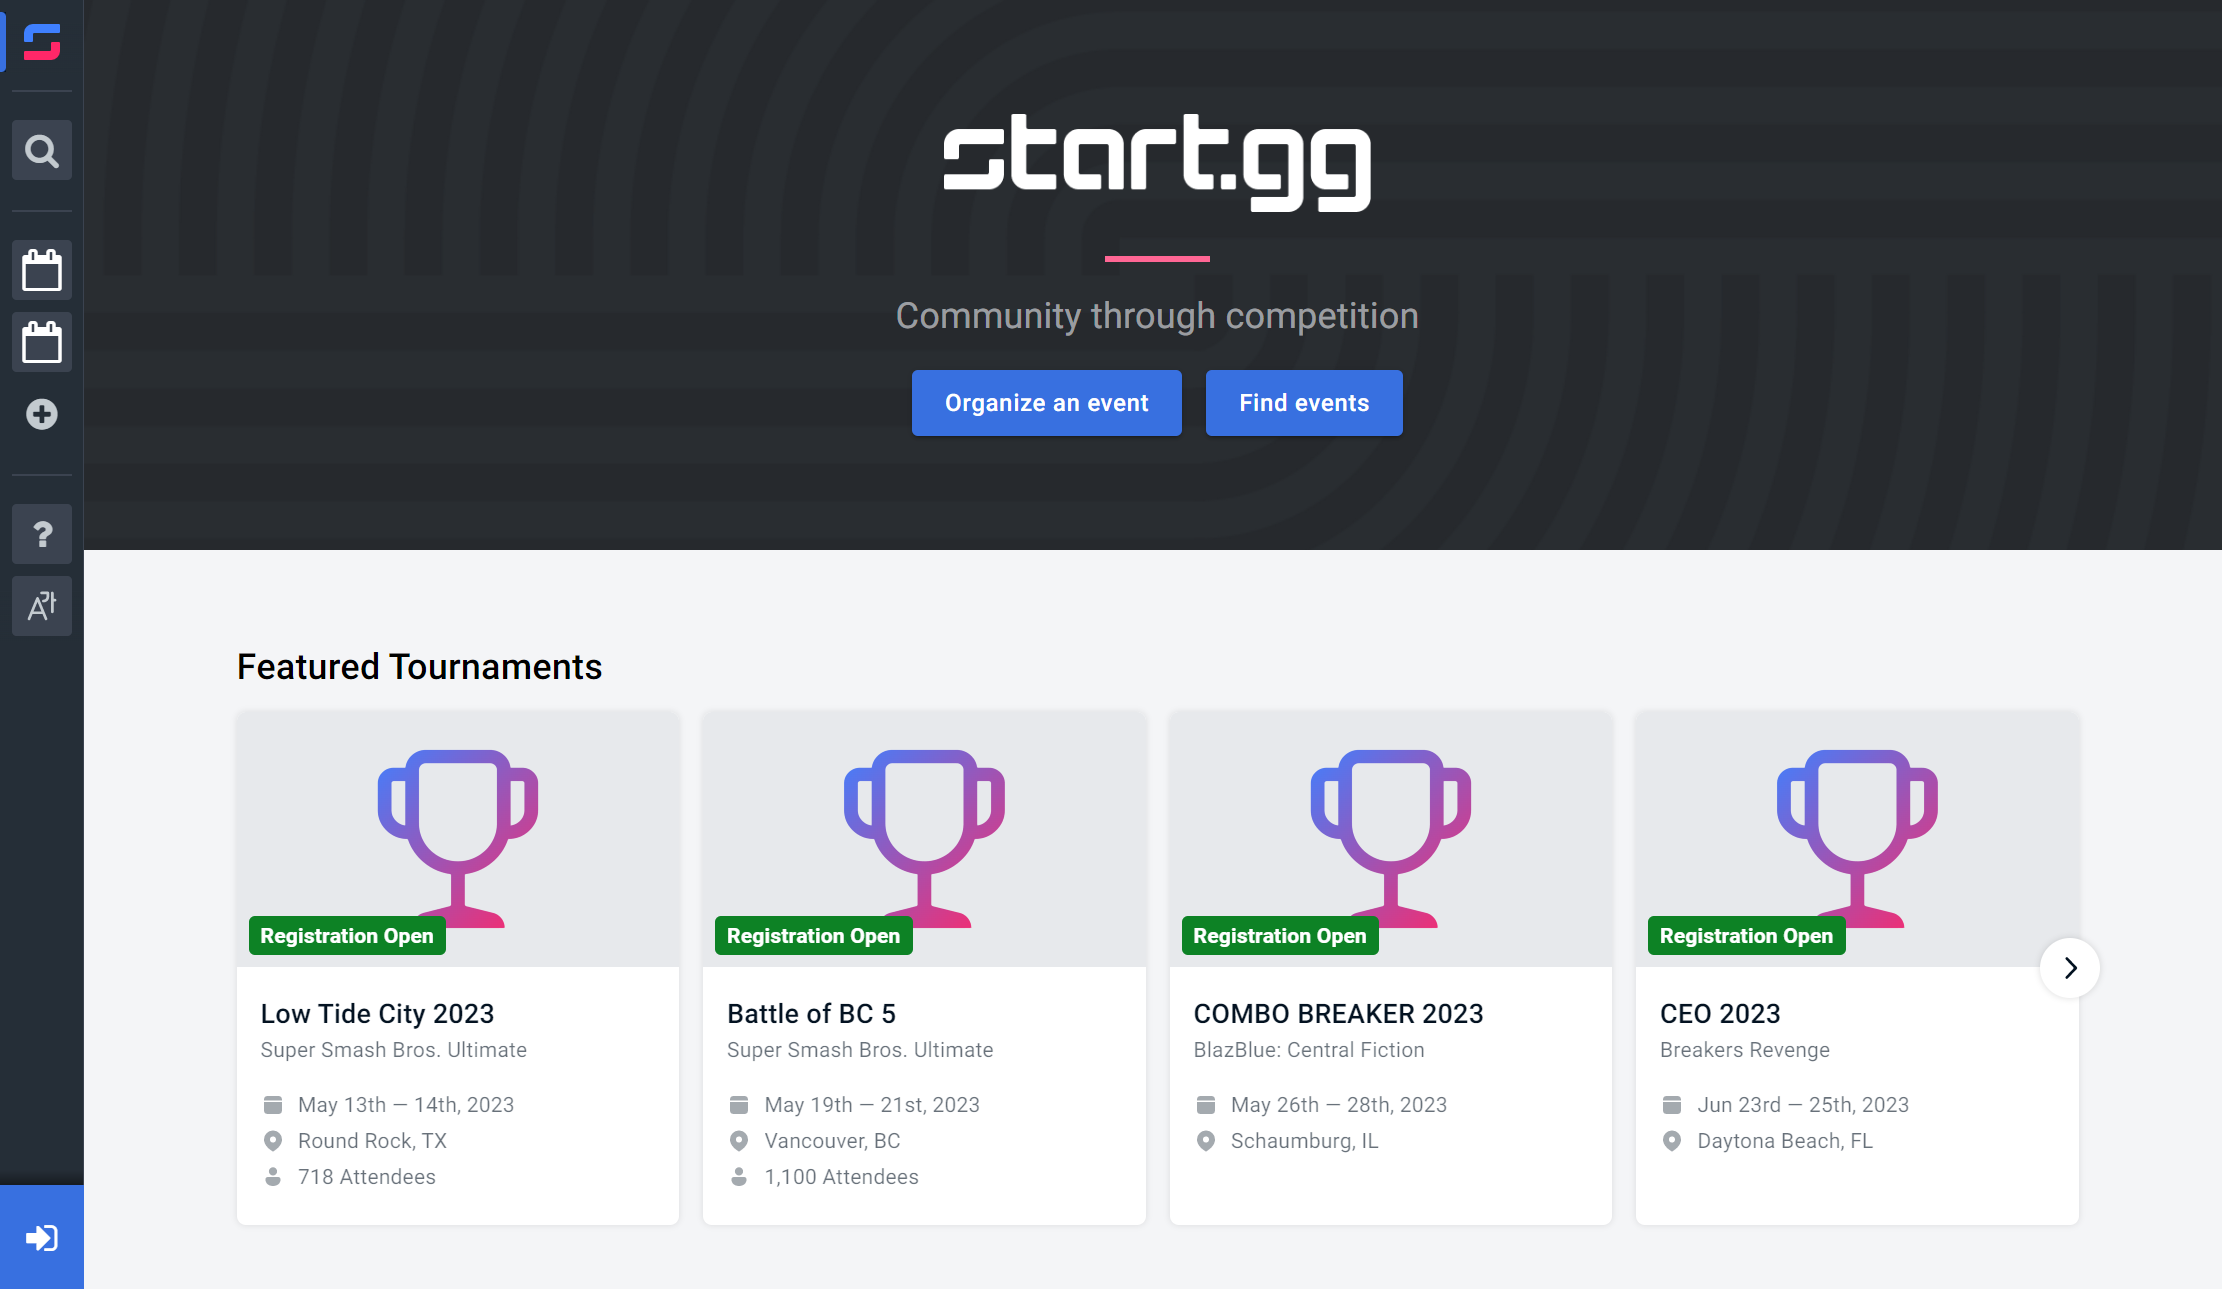 start.gg
Community through competition
Organize an event
Find events
Featured Tournaments
Registration Open
Low Tide City 2023
Super Smash Bros. Ultimate
May 13th — 14th, 2023
Round Rock, TX
718 Attendees
Registration Open
Battle of BC 5
Super Smash Bros. Ultimate
May 19th — 21st, 2023
Vancouver, BC
1,100 Attendees
Registration Open
COMBO BREAKER 2023
BlazBlue: Central Fiction
May 26th — 28th, 2023
Schaumburg, IL
Registration Open
CEO 2023
Breakers Revenge
Jun 23rd — 25th, 2023
Daytona Beach, FL